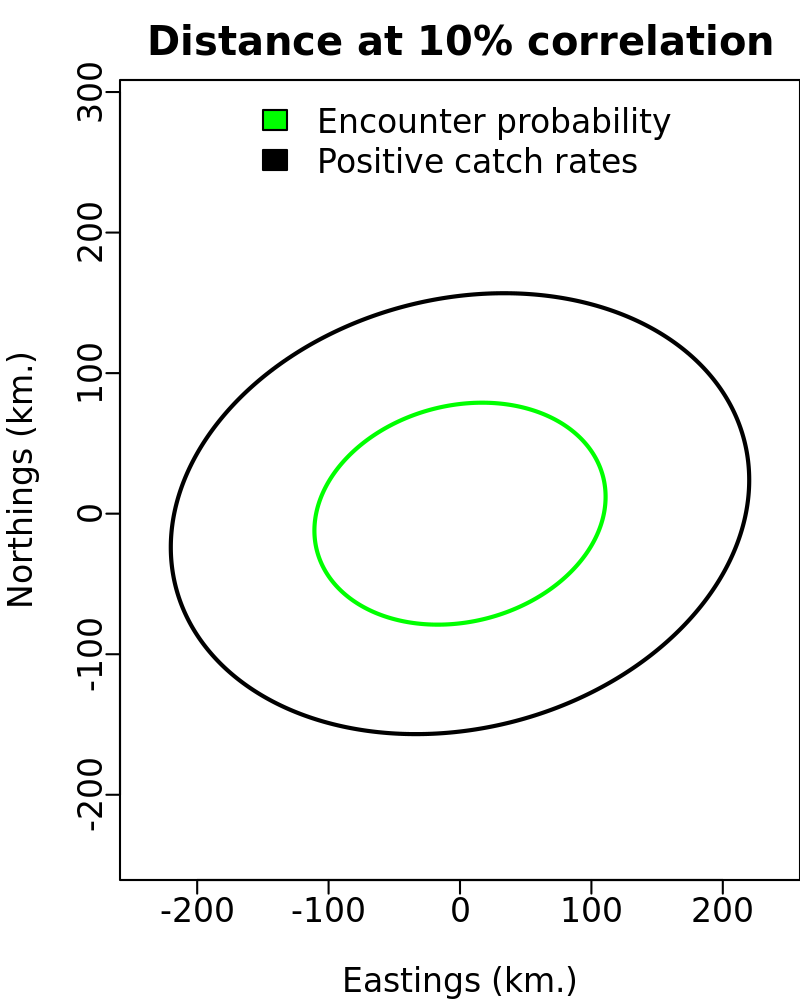 Distance at 10% correlation
Encounter probability
Positive catch rates
Northings (km.)
300
200
100
0
-100
-200
-200 -100 0 100 200
Eastings (km.)